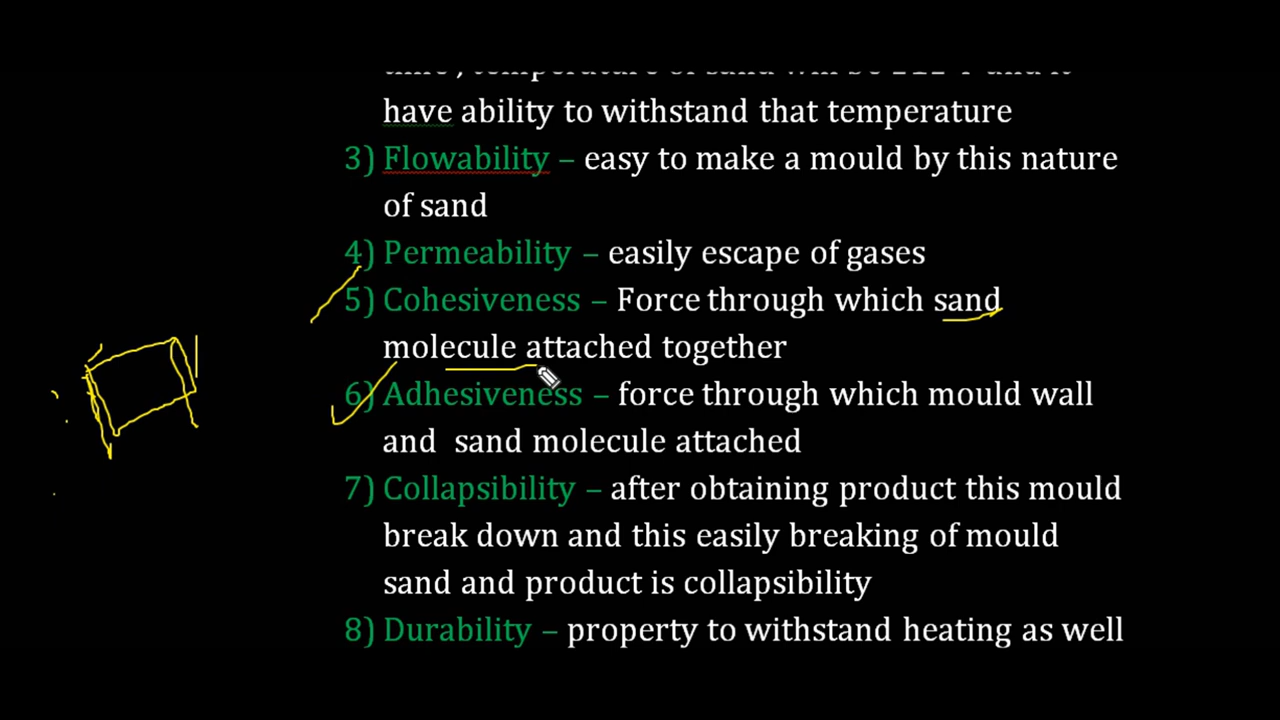 have ability to withstand that temperature
3) Flowability – easy to make a mould by this nature
of sand
4) Permeability – easily escape of gases
5) Cohesiveness – Force through which sand
molecule attached together
6) Adhesiveness – force through which mould wall
and sand molecule attached
7) Collapsibility – after obtaining product this mould
break down and this easily breaking of mould
sand and product is collapsibility
8) Durability – property to withstand heating as well